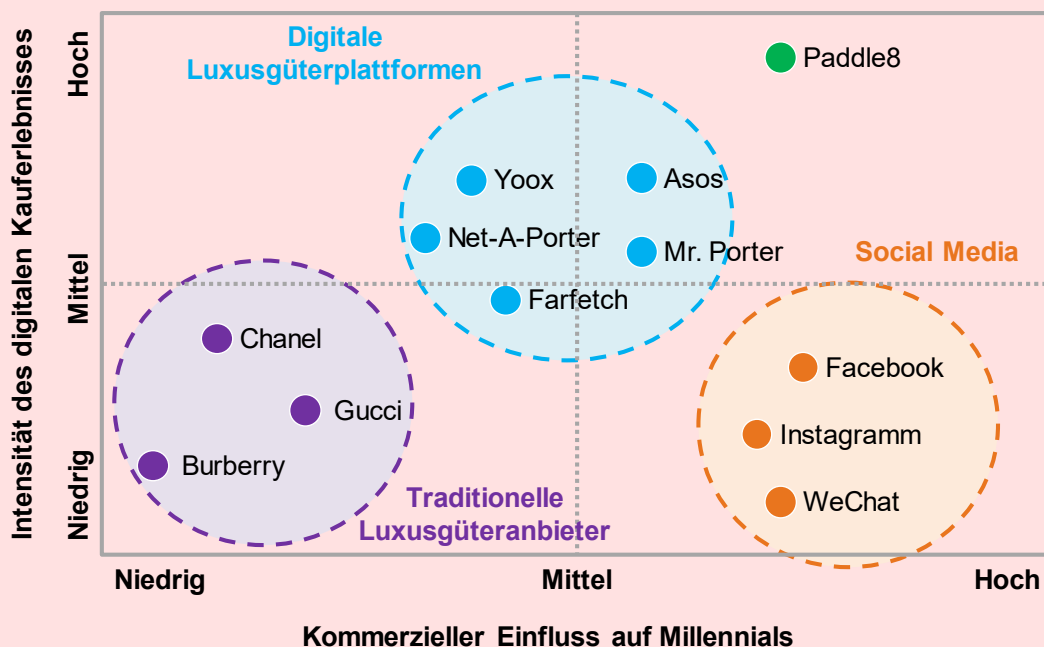 Intensität des digitalen Kauferlebnisses
Hoch
Mittel
Niedrig
Digitale
Luxusgüterplattformen
Paddle8
Yoox
Asos
Net-A-Porter
Mr. Porter
Farfetch
Social Media
Chanel
Gucci
Burberry
Facebook
Instagramm
WeChat
Traditionelle
Luxusgüteranbieter
Niedrig
Mittel
Hoch
Kommerzieller Einfluss auf Millennials